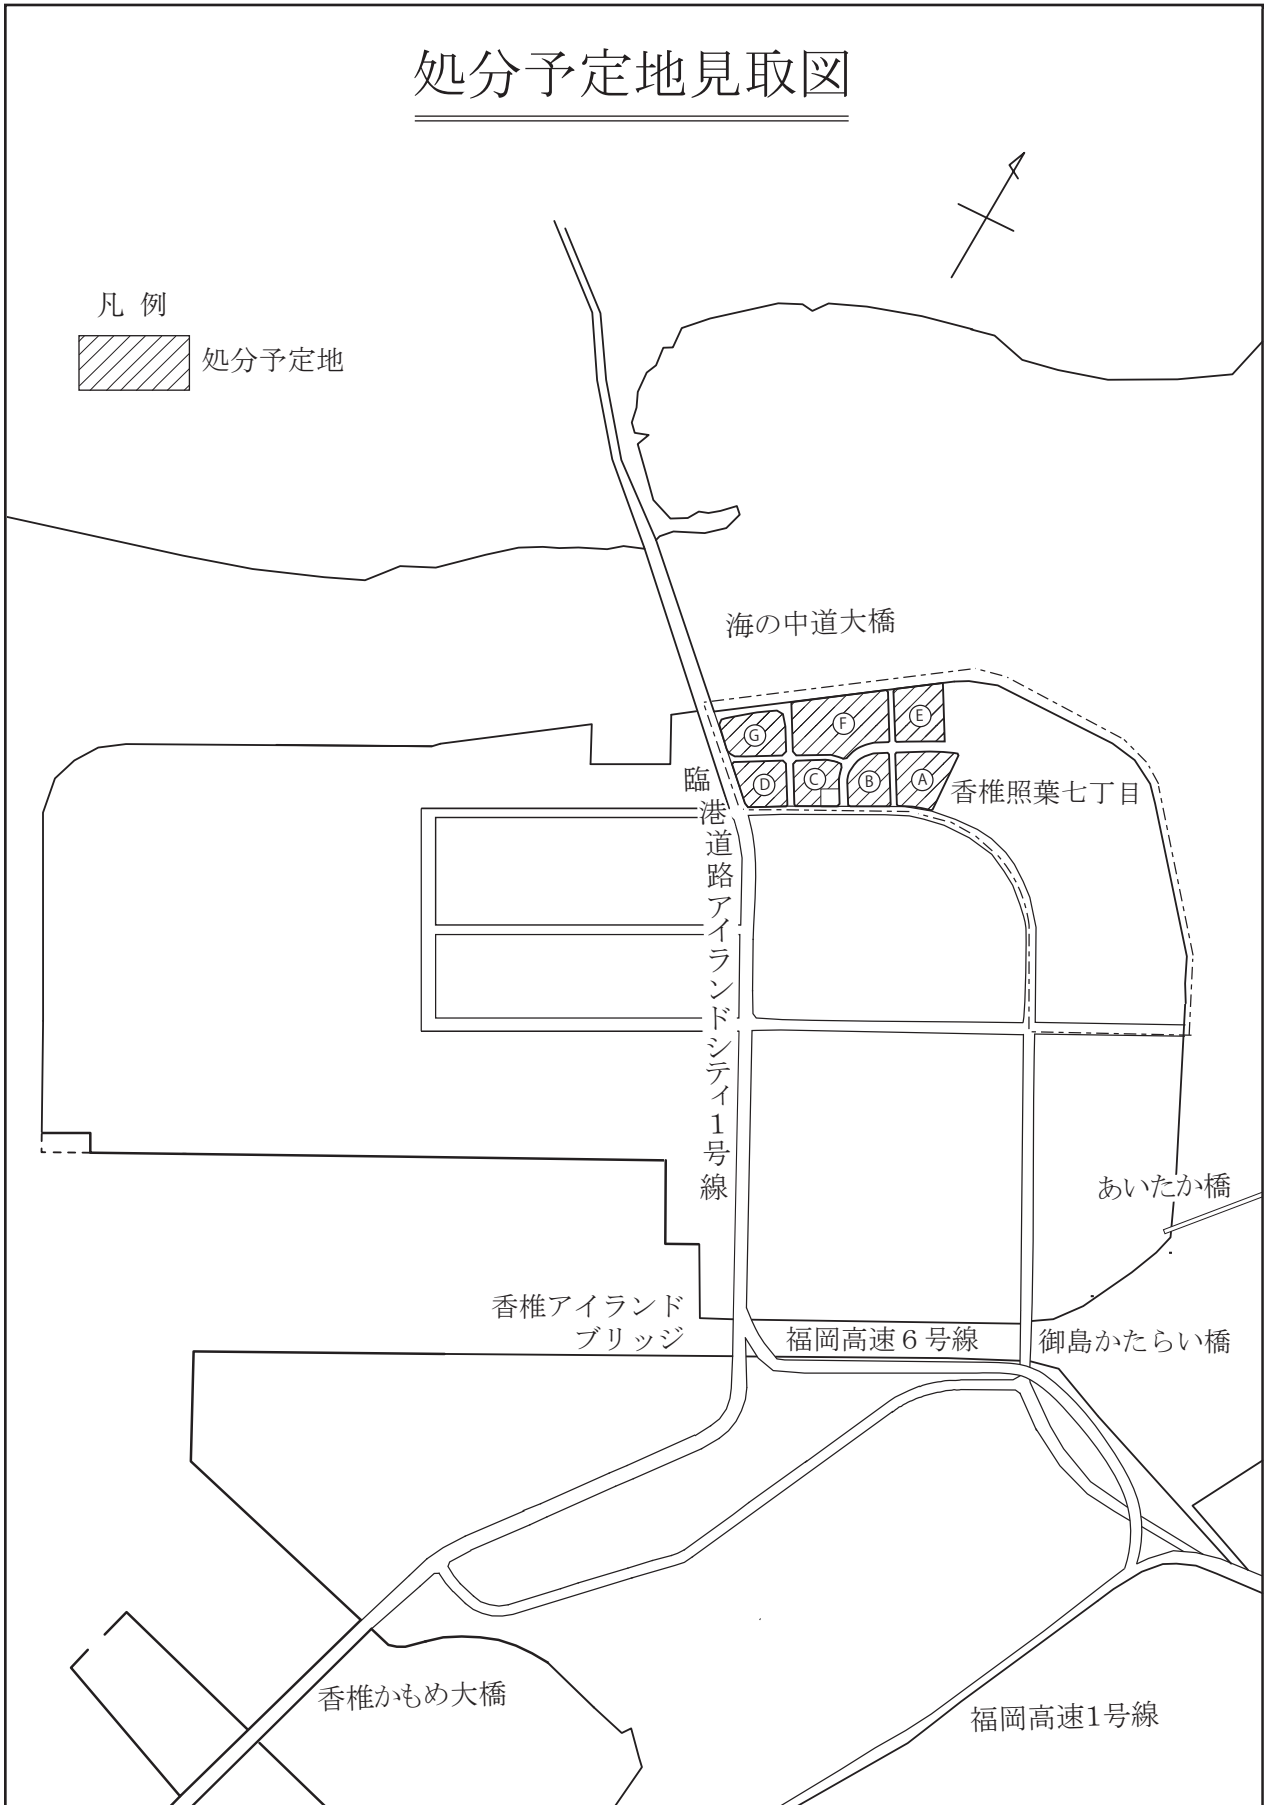 処分予定地見取図
凡 例
処分予定地
海の中道大橋
G
F
E
D
C
B
A
香椎照葉七丁目
臨港道路アイランドシティ1号線
あいたか橋
香椎アイランド
ブリッジ
福岡高速6号線
御島かたらい橋
香椎かもめ大橋
福岡高速1号線